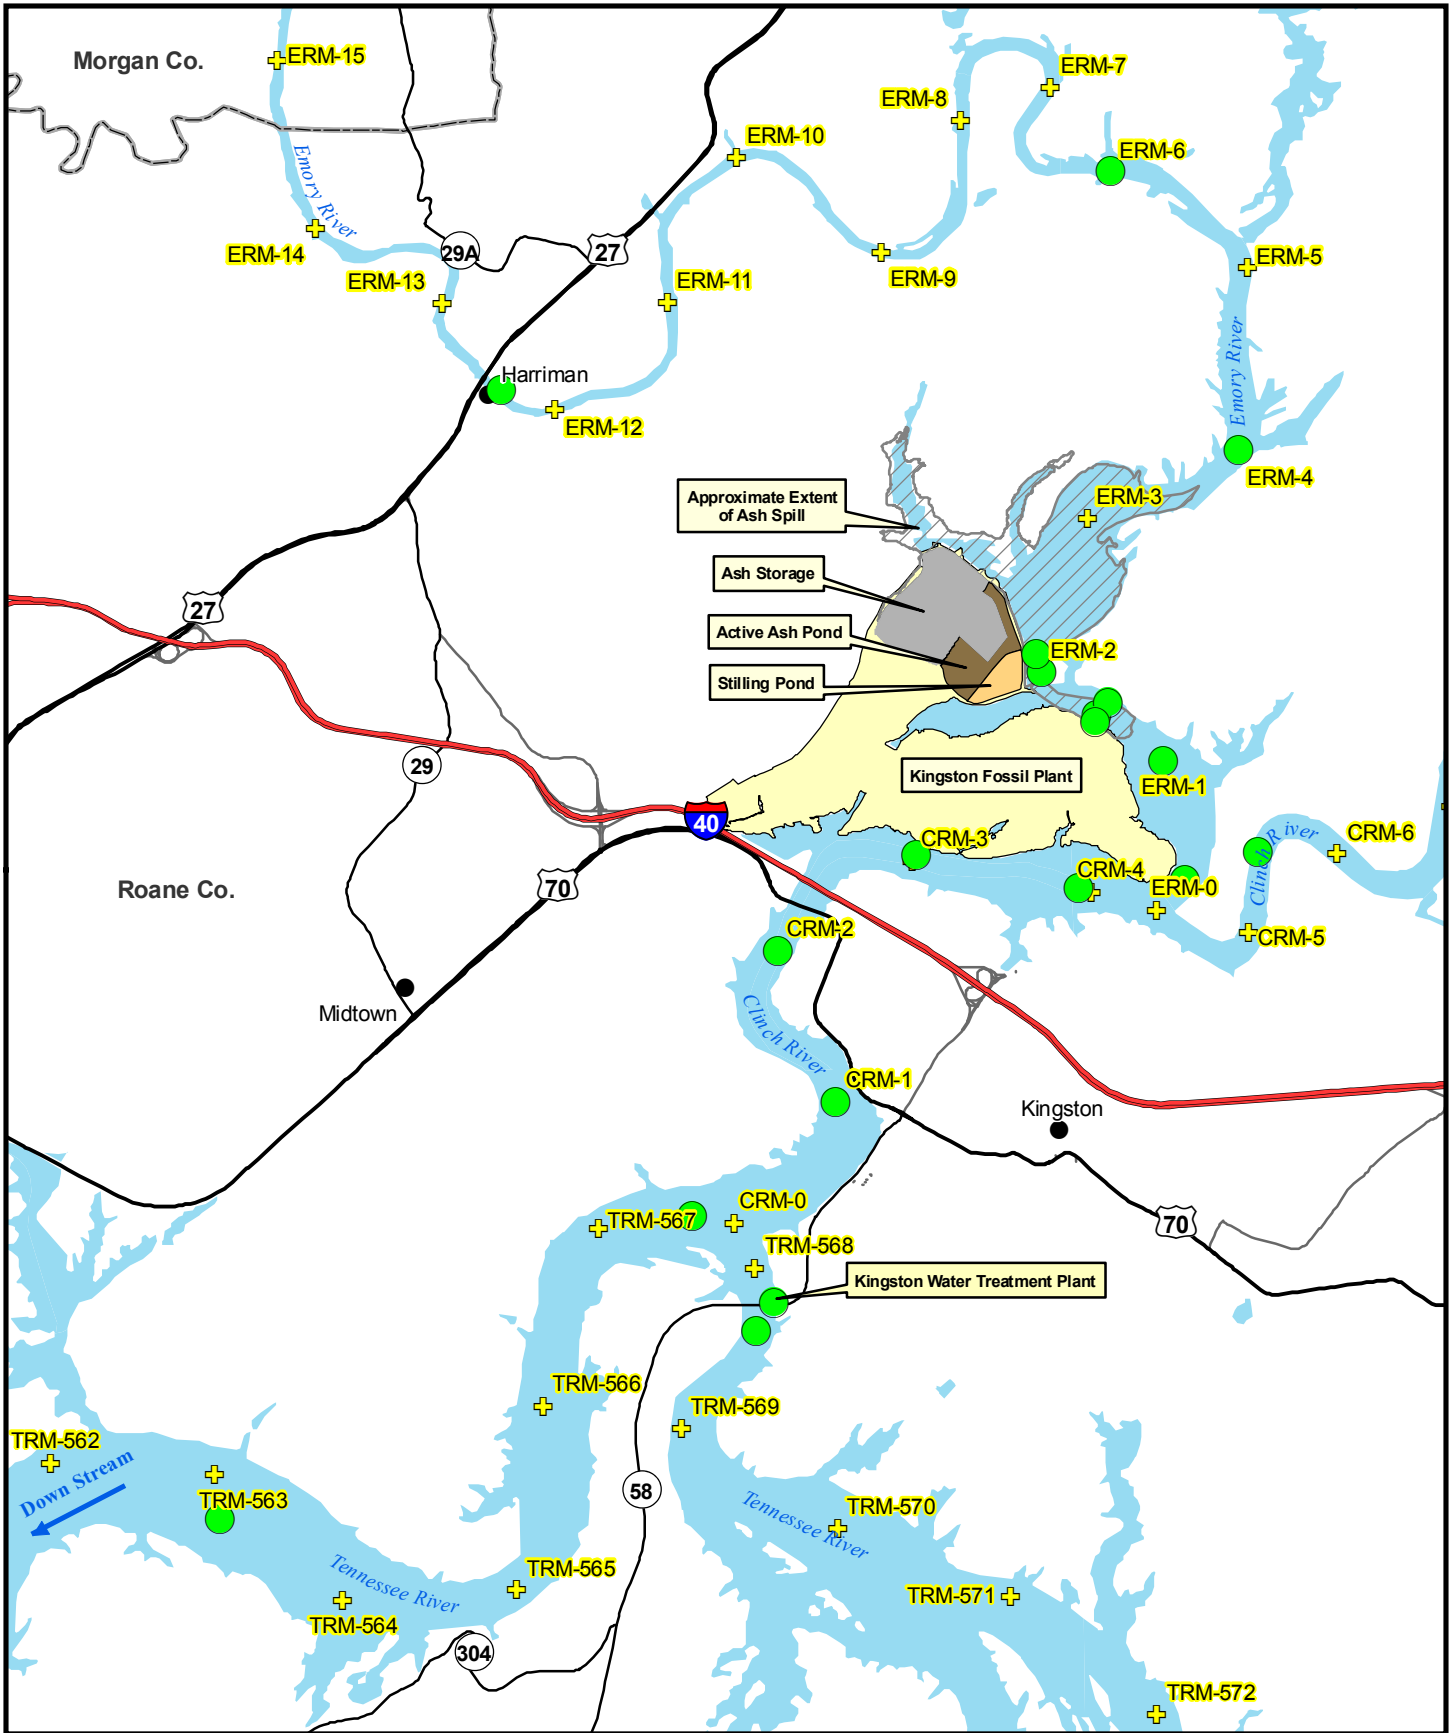 Morgan Co.
ERM-15
ERM-7
ERM-8
ERM-10
ERM-6
Emory River
ERM-14
29A
27
ERM-9
ERM-5
ERM-13
ERM-11
Emory River
Harriman
ERM-12
ERM-4
Approximate Extent
of Ash Spill
ERM-3
Ash Storage
27
Active Ash Pond
ERM-2
Stilling Pond
29
Kingston Fossil Plant
ERM-1
40
Clinch River
CRM-6
CRM-3
CRM-4
ERM-0
Roane Co.
70
CRM-2
CRM-5
Midtown
Clinch River
CRM-1
Kingston
CRM-0
TRM-567
70
TRM-568
Kingston Water Treatment Plant
TRM-566
TRM-569
TRM-562
Down Stream
TRM-563
58
Tennessee River
TRM-570
Tennessee River
TRM-565
TRM-571
TRM-564
304
TRM-572